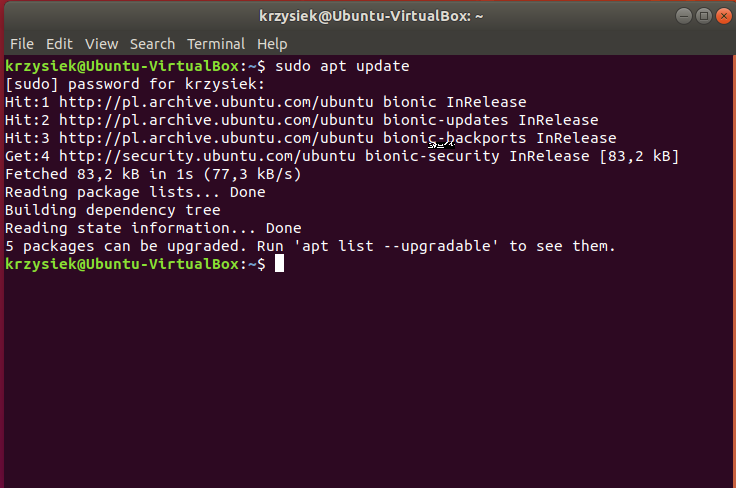 krzysiek@Ubuntu-VirtualBox: ~
File Edit View Search Terminal Help
krzysiek@Ubuntu-VirtualBox:~$ sudo apt update
[sudo] password for krzysiek:
Hit:1 http://pl.archive.ubuntu.com/ubuntu bionic InRelease
Hit:2 http://pl.archive.ubuntu.com/ubuntu bionic-updates InRelease
Hit:3 http://pl.archive.ubuntu.com/ubuntu bionic-backports InRelease
Get:4 http://security.ubuntu.com/ubuntu bionic-security InRelease [83,2 kB]
Fetched 83,2 kB in 1s (77,3 kB/s)
Reading package lists... Done
Building dependency tree
Reading state information... Done
5 packages can be upgraded. Run 'apt list --upgradable' to see them.
krzysiek@Ubuntu-VirtualBox:~$